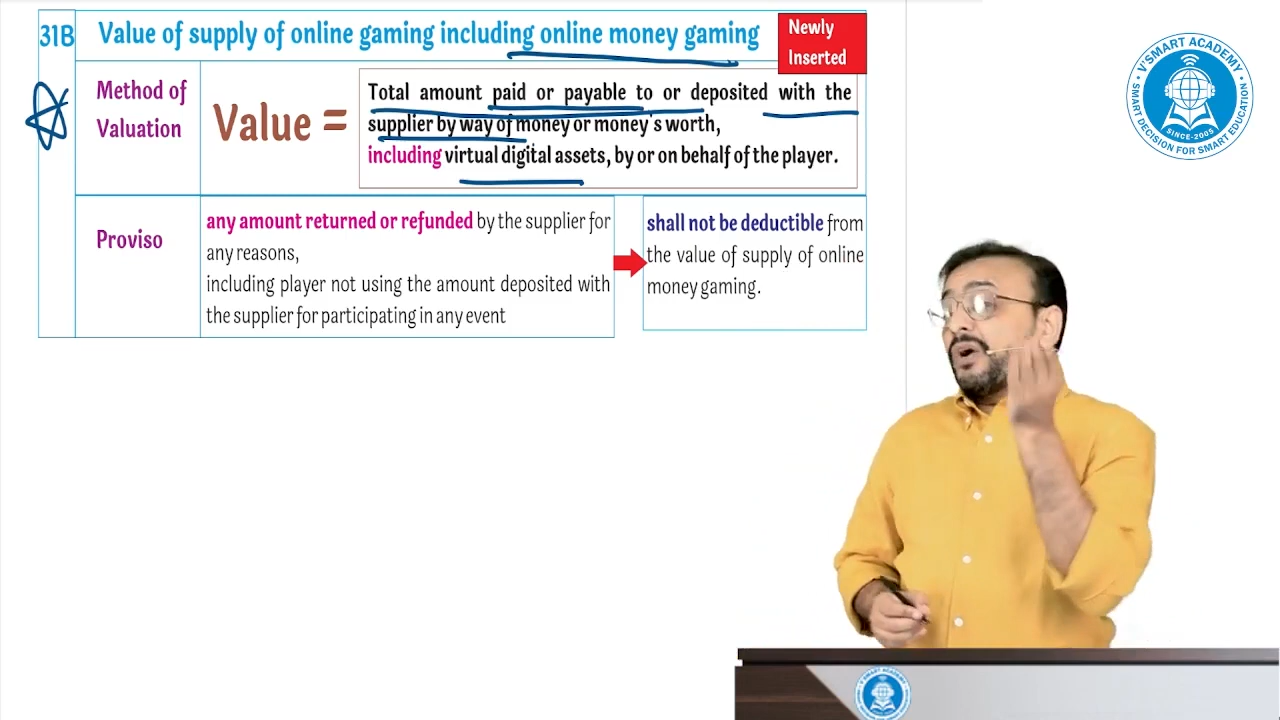 31B
Value of supply of online gaming including online money gaming
Newly
Inserted
Method of
Valuation
Value =
Total amount paid or payable to or deposited with the
supplier by way of money or money's worth,
including virtual digital assets, by or on behalf of the player.
Proviso
any amount returned or refunded by the supplier for
any reasons,
including player not using the amount deposited with
the supplier for participating in any event
shall not be deductible from
the value of supply of online
money gaming.
V'SMART ACADEMY
SINCE-2005
SMART DECISION FOR SMART EDUCATION